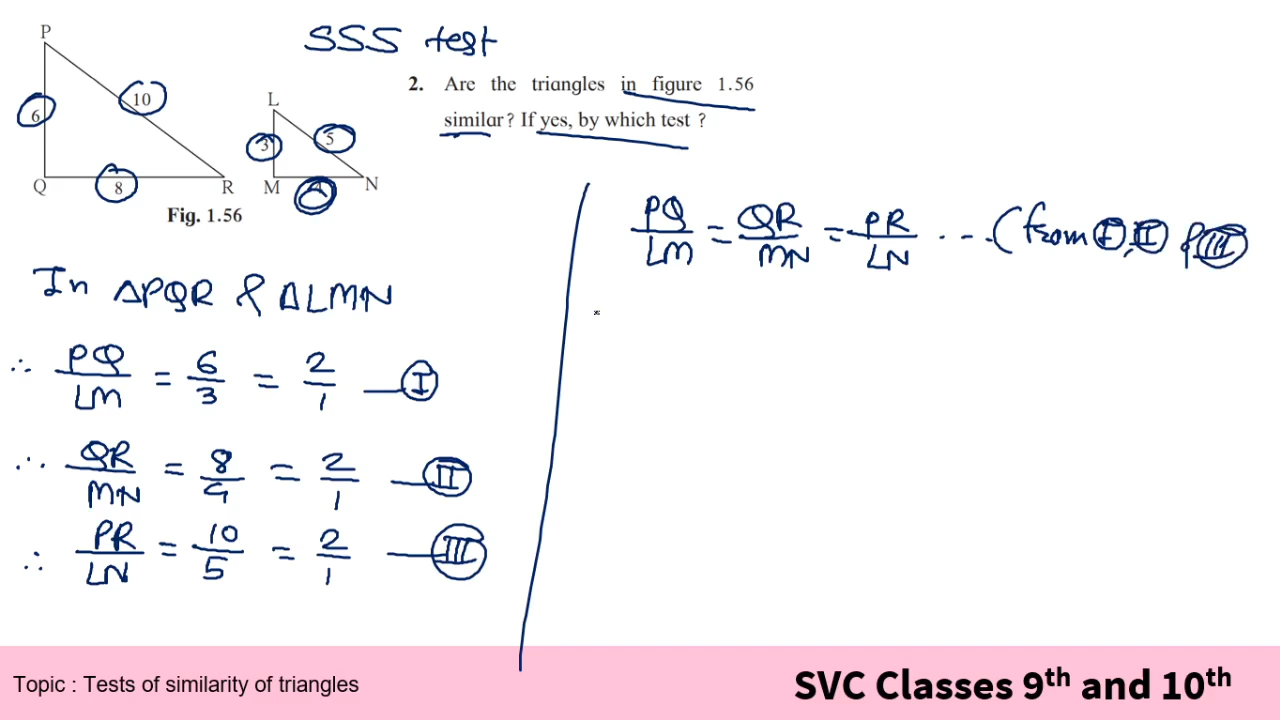 SSS test
P
6
10
Q
8
R
L
3
5
M
N
Fig. 1.56
2. Are the triangles in figure 1.56
similar? If yes, by which test ?
In ΔPQR & ΔLMN
∴ PQ/LM = 6/3 = 2/1 —(I)
∴ QR/MN = 8/4 = 2/1 —(II)
∴ PR/LN = 10/5 = 2/1 —(III)
PQ/LM = QR/MN = PR/LN ... (from (I), (II) & (III)
Topic : Tests of similarity of triangles
SVC Classes 9th and 10th